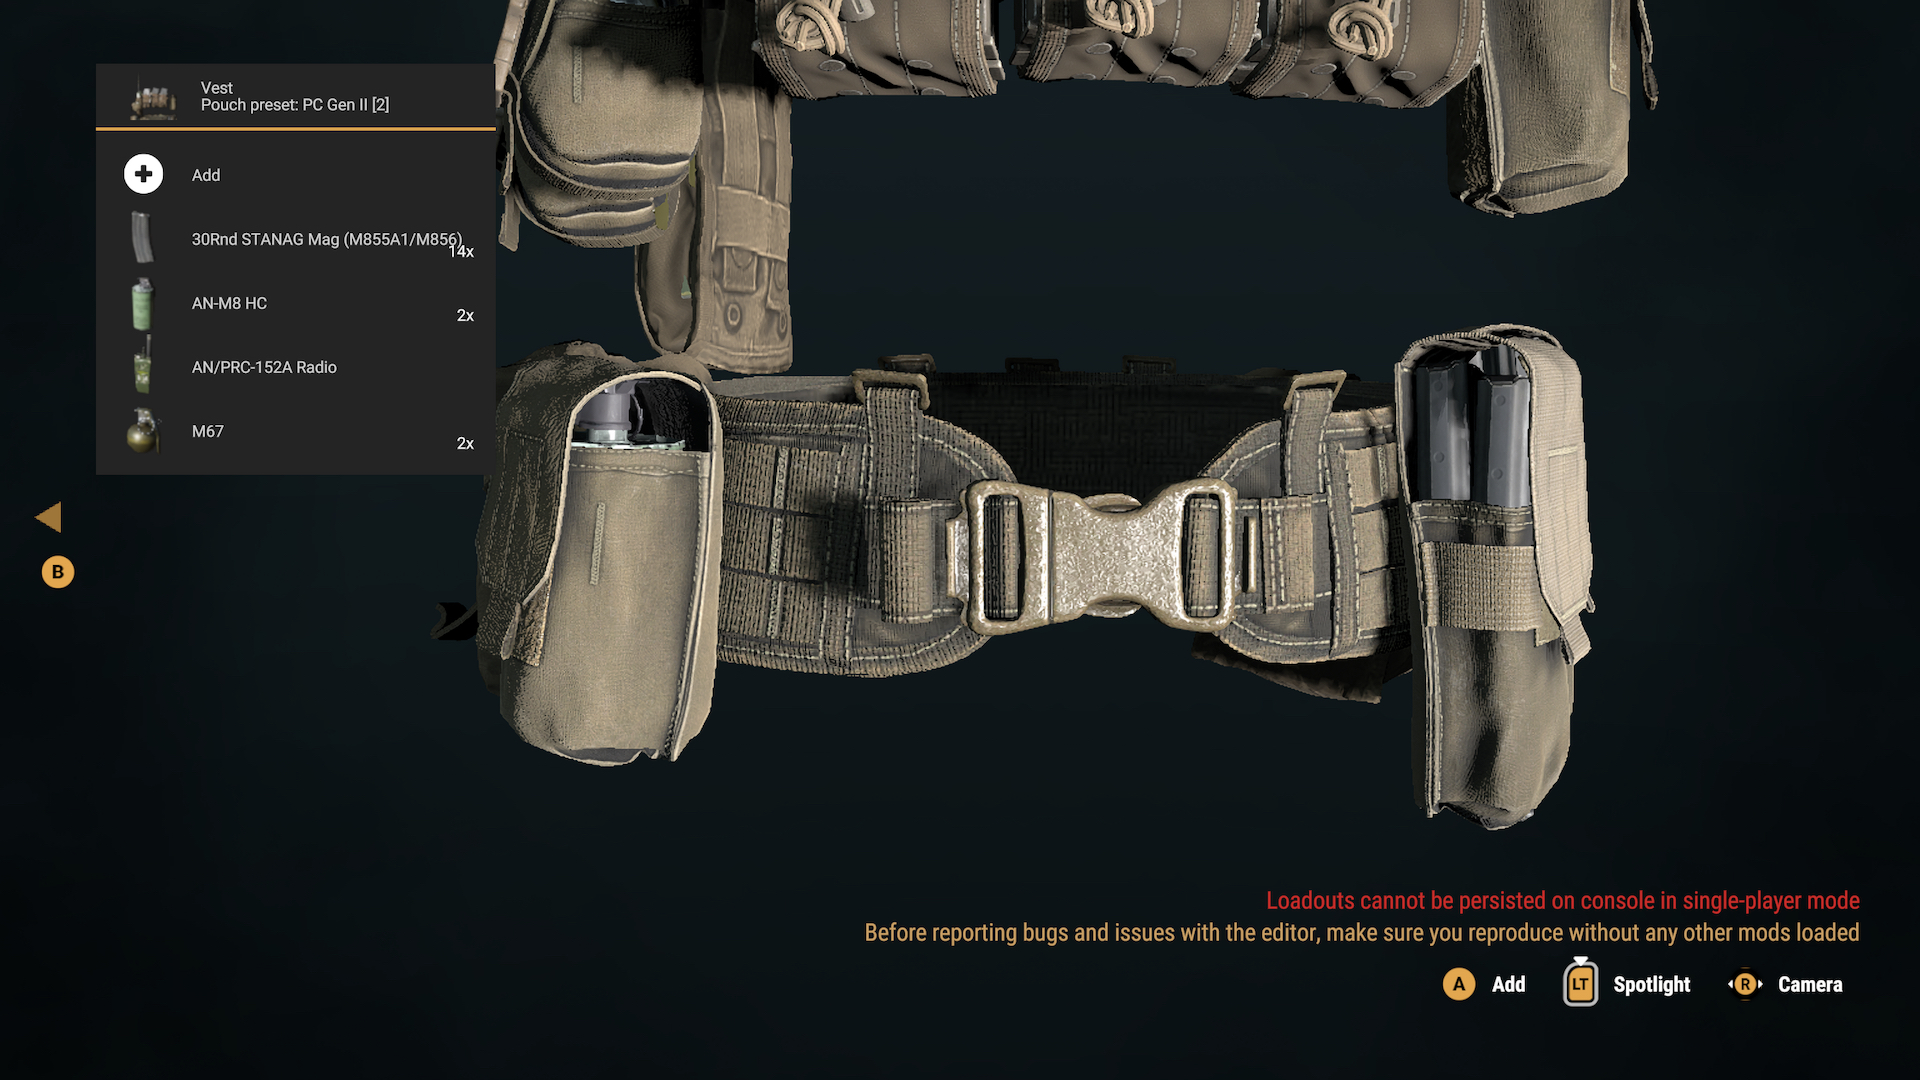 Vest
Pouch preset: PC Gen II [2]
Add
30Rnd STANAG Mag (M855A1/M856)
14x
AN-M8 HC
2x
AN/PRC-152A Radio
M67
2x
B
Loadouts cannot be persisted on console in single-player mode
Before reporting bugs and issues with the editor, make sure you reproduce without any other mods loaded
A Add LT Spotlight R Camera